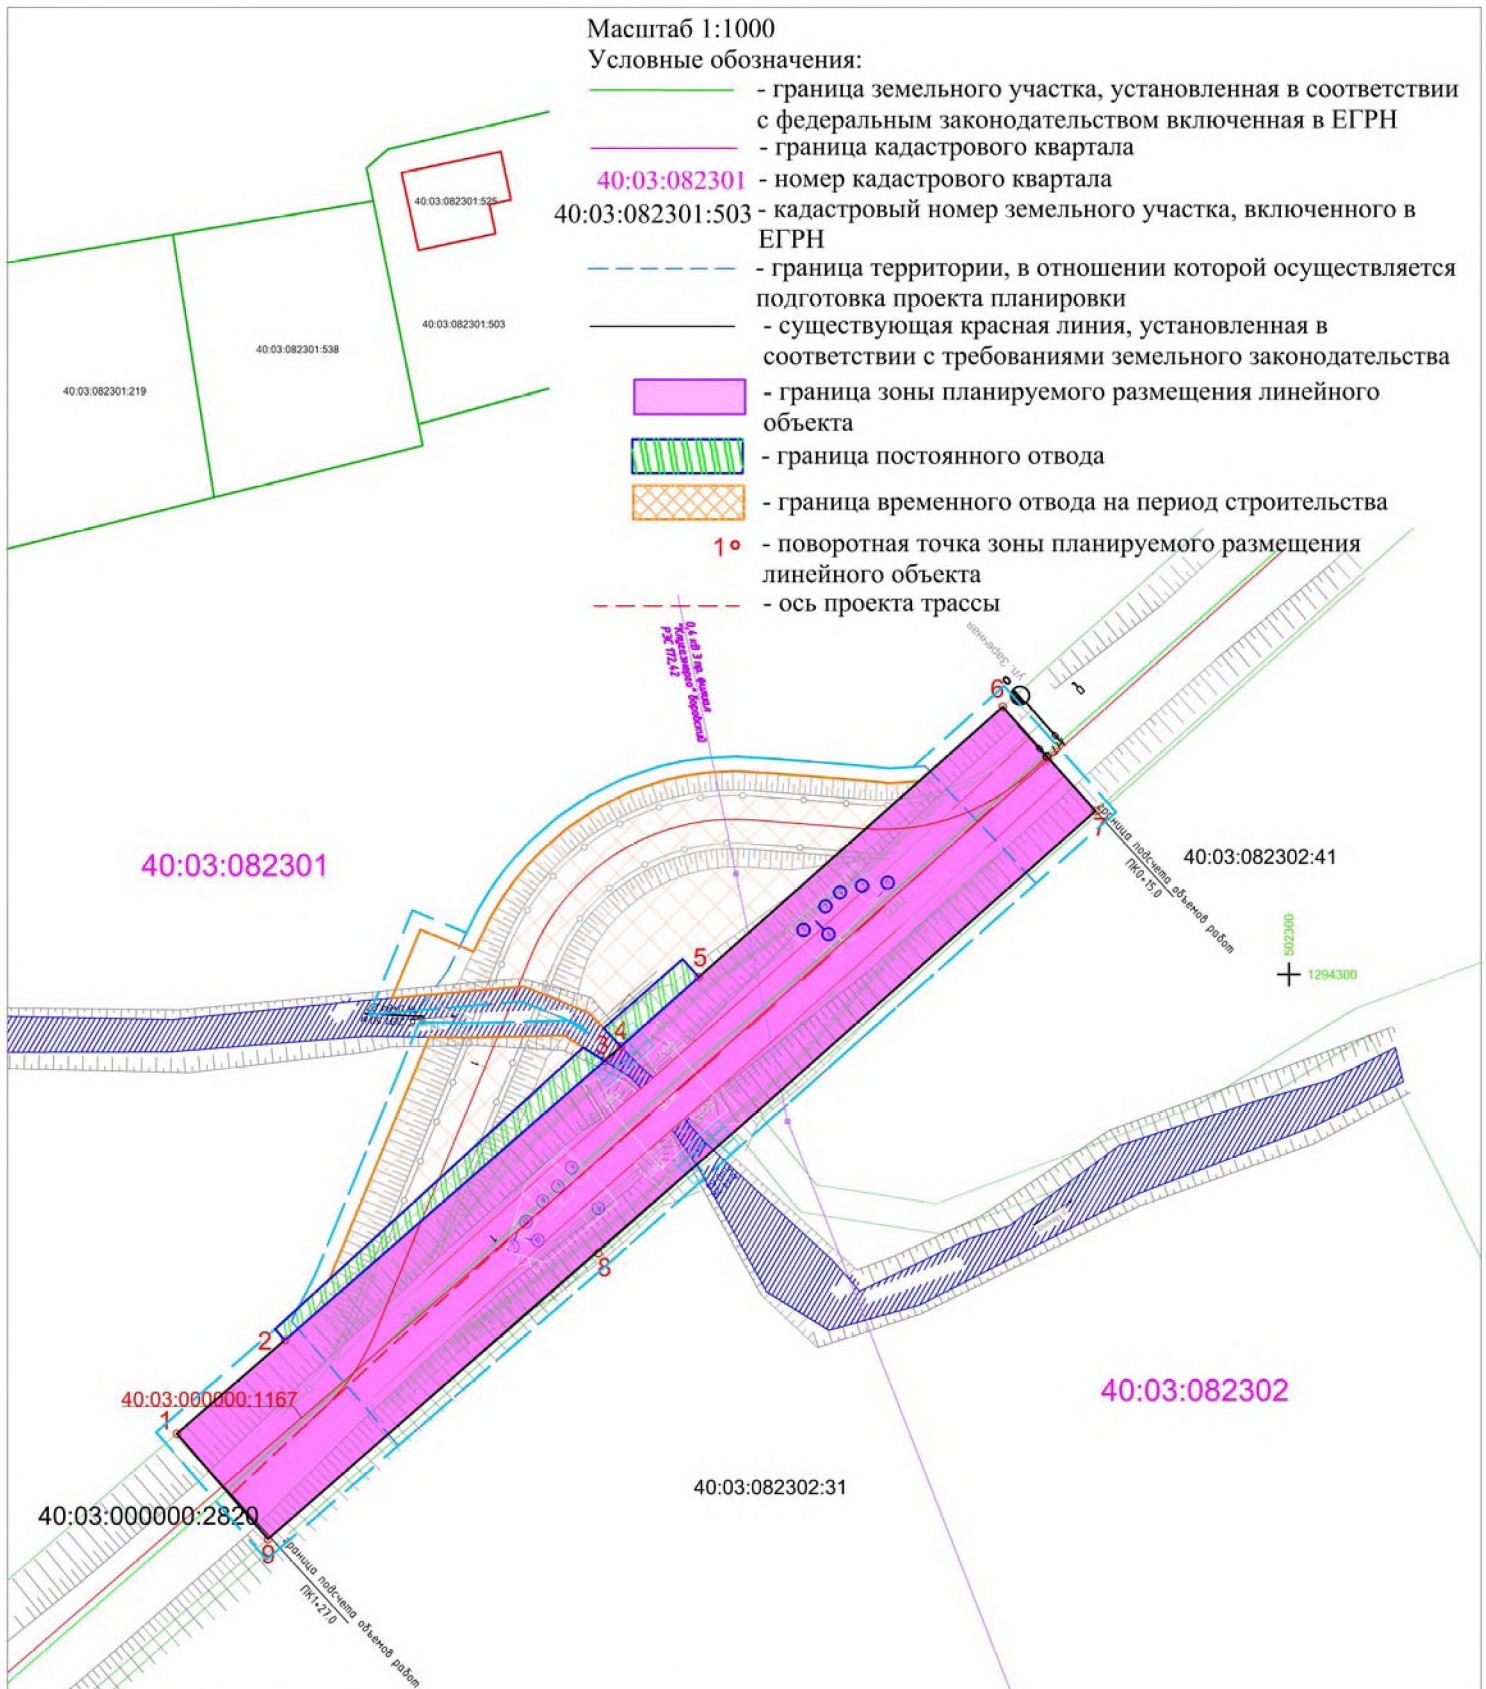 Масштаб 1:1000
Условные обозначения:
- граница земельного участка, установленная в соответствии
с федеральным законодательством включенная в ЕГРН
- граница кадастрового квартала
40:03:082301 - номер кадастрового квартала
40:03:082301:503 - кадастровый номер земельного участка, включенного в
ЕГРН
- граница территории, в отношении которой осуществляется
подготовка проекта планировки
- существующая красная линия, установленная в
соответствии с требованиями земельного законодательства
- граница зоны планируемого размещения линейного
объекта
- граница постоянного отвода
- граница временного отвода на период строительства
1 - поворотная точка зоны планируемого размещения
линейного объекта
- ось проекта трассы
40:03:082301:525
40:03:082301:503
40:03:082301:538
40:03:082301:219
ул. Заречная
6
7
40:03:082301
40:03:082302:41
граница подсчета объемов работ
ПК0+15.0
502300
1294300
5
4
3
8
2
40:03:000000:1167
1
40:03:082302
40:03:082302:31
40:03:000000:2820
9
граница подсчета объемов работ
ПК1+27.0